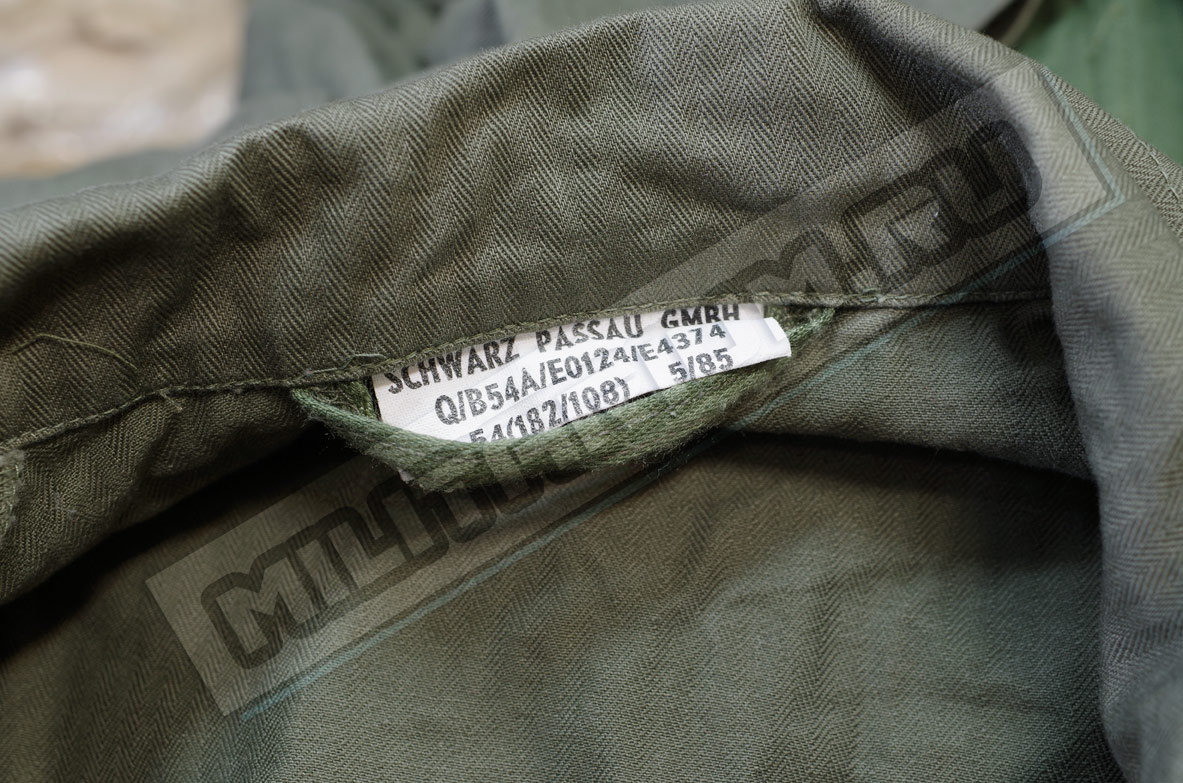 SCHWARZ PASSAU GMBH
Q/B54A/E0124/E4374
54(182/108) 5/85